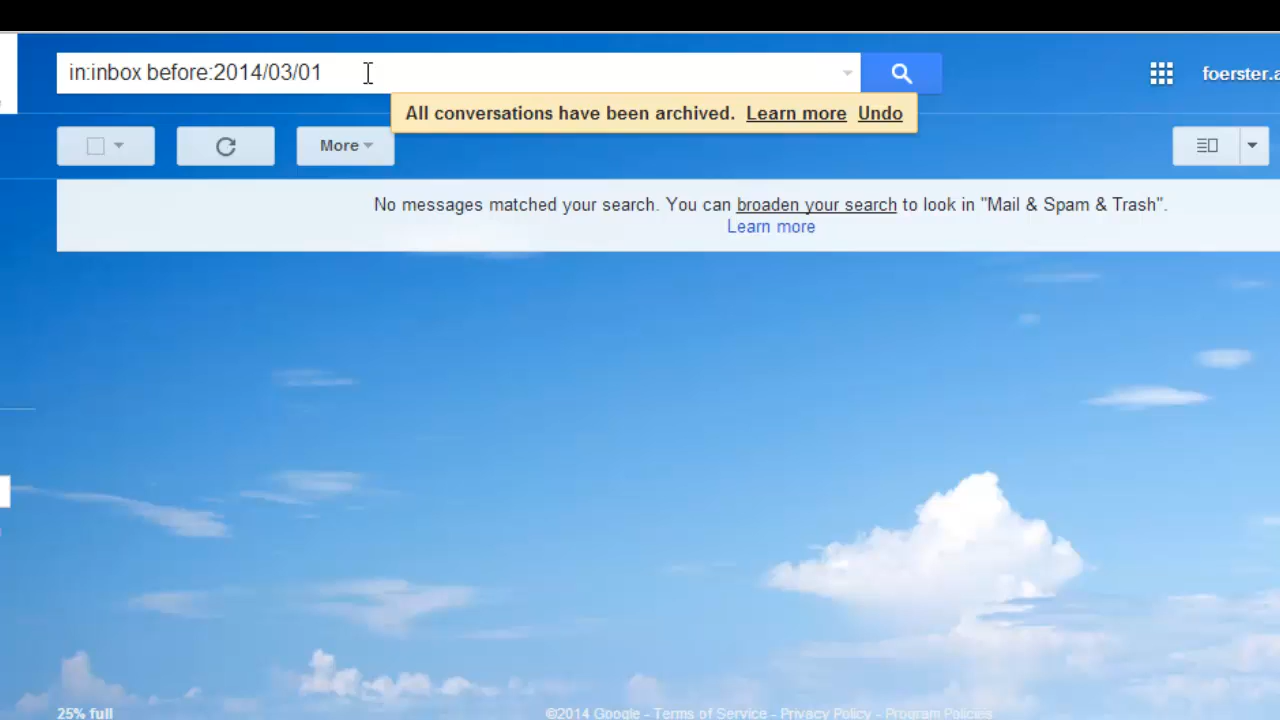 in:inbox before:2014/03/01
foerster.a
All conversations have been archived. Learn more Undo
More
No messages matched your search. You can broaden your search to look in "Mail & Spam & Trash".
Learn more
25% full
©2014 Google - Terms of Service - Privacy Policy - Program Policies